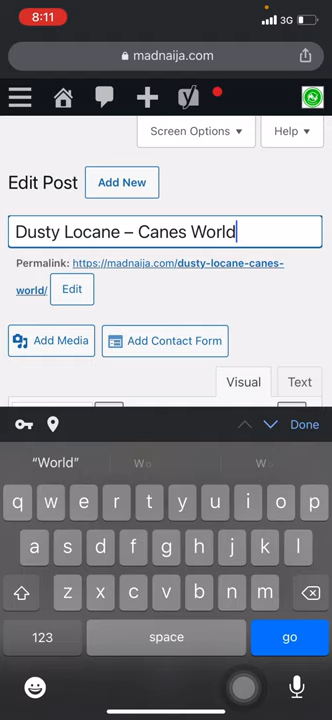 8:11
3G
madnaija.com
Screen Options ▼
Help ▼
Edit Post
Add New
Dusty Locane – Canes World
Permalink: https://madnaija.com/dusty-locane-canes-
world/ Edit
Add Media
Add Contact Form
Visual
Text
Done
“World”
q w e r t y u i o p
a s d f g h j k l
z x c v b n m
123
space
go